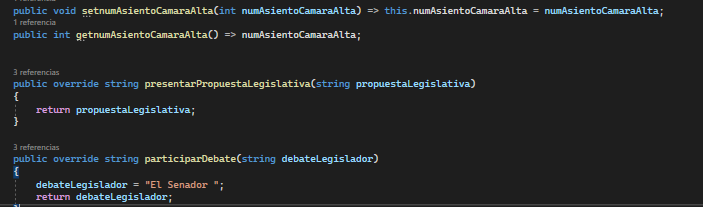 public void setnumAsientoCamaraAlta(int numAsientoCamaraAlta) => this.numAsientoCamaraAlta = numAsientoCamaraAlta;
1 referencia
public int getnumAsientoCamaraAlta() => numAsientoCamaraAlta;
3 referencias
public override string presentarPropuestaLegislativa(string propuestaLegislativa)
{
return propuestaLegislativa;
}
3 referencias
public override string participarDebate(string debateLegislador)
{
debateLegislador = "El Senador ";
return debateLegislador;